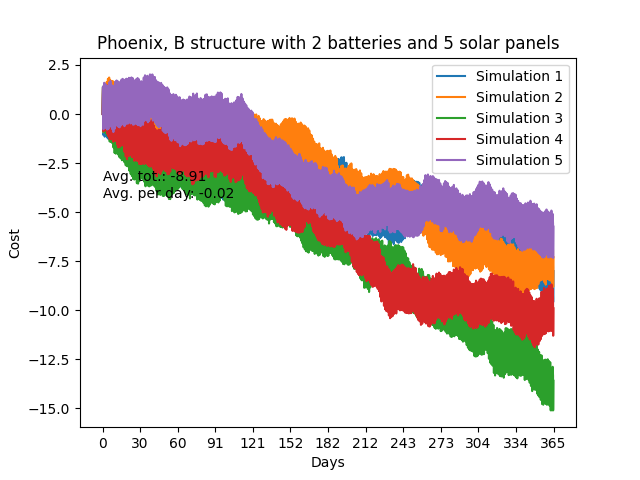 Phoenix, B structure with 2 batteries and 5 solar panels
2.5
0.0
−2.5
−5.0
−7.5
−10.0
−12.5
−15.0
Cost
Simulation 1
Simulation 2
Simulation 3
Simulation 4
Simulation 5
Avg. tot.: -8.91
Avg. per day: -0.02
0 30 60 91 121 152 182 212 243 273 304 334 365
Days